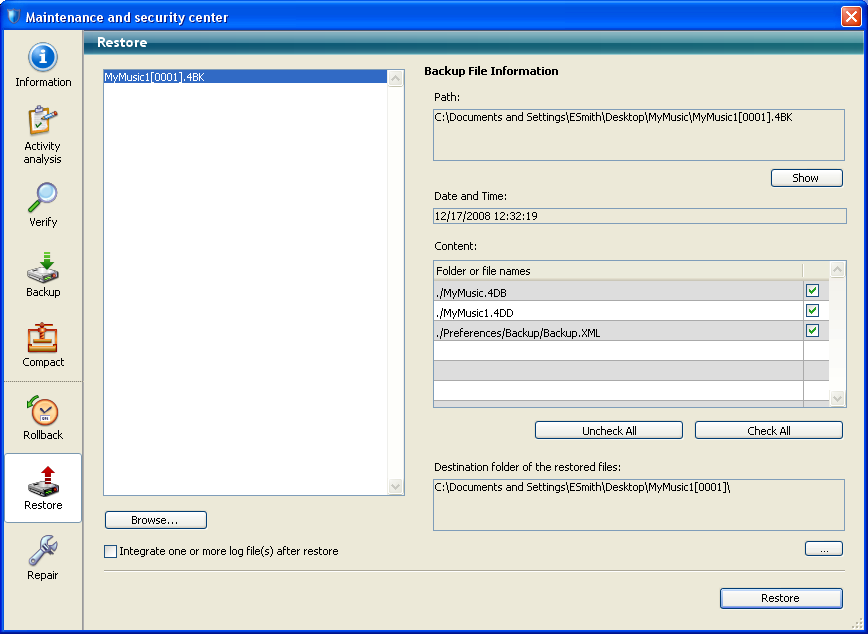 Maintenance and security center
Restore
Information
Activity
analysis
Verify
Backup
Compact
Rollback
Restore
Repair
MyMusic1[0001].4BK
Browse...
Integrate one or more log file(s) after restore
Backup File Information
Path:
C:\Documents and Settings\ESmith\Desktop\MyMusic\MyMusic1[0001].4BK
Show
Date and Time:
12/17/2008 12:32:19
Content:
Folder or file names
./MyMusic.4DB
./MyMusic1.4DD
./Preferences/Backup/Backup.XML
Uncheck All
Check All
Destination folder of the restored files:
C:\Documents and Settings\ESmith\Desktop\MyMusic1[0001]\
...
Restore